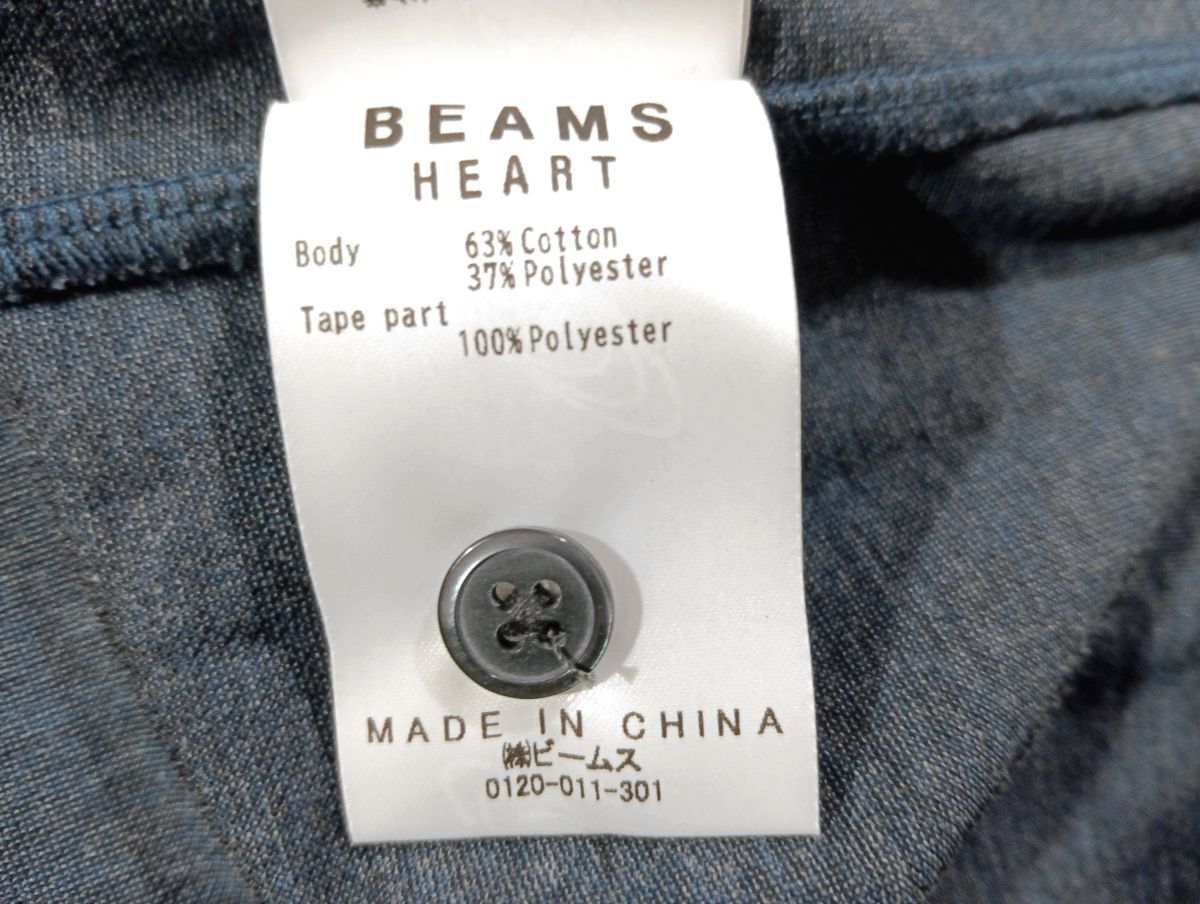 BEAMS
HEART
Body 63% Cotton
37% Polyester
Tape part
100% Polyester
MADE IN CHINA
㈱ビームス
0120-011-301